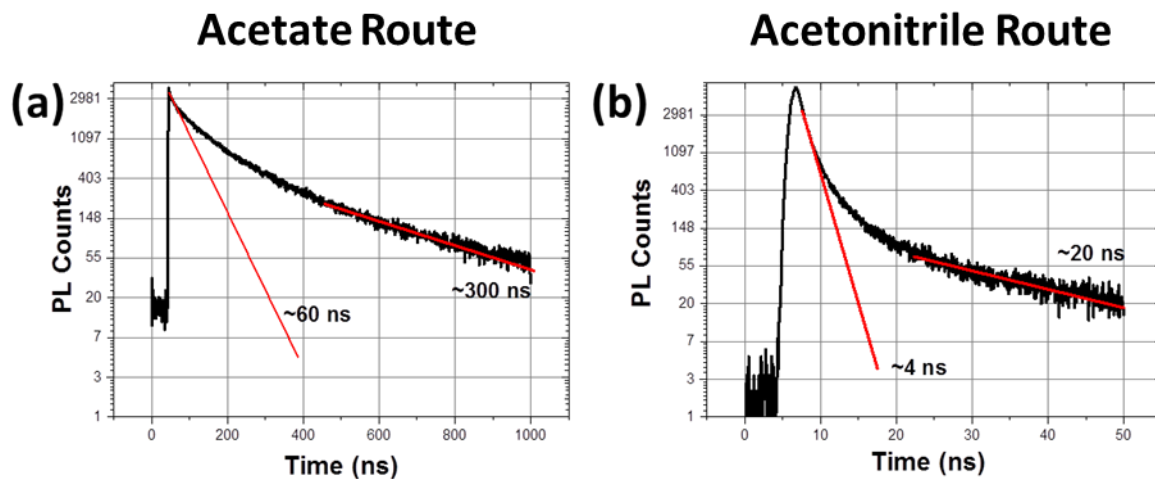 Acetate Route
Acetonitrile Route
(a)
PL Counts
2981
1097
403
148
55
20
7
3
1
~300 ns
~60 ns
0
200
400
600
800
1000
Time (ns)
(b)
PL Counts
2981
1097
403
148
55
20
7
3
1
~20 ns
~4 ns
0
10
20
30
40
50
Time (ns)